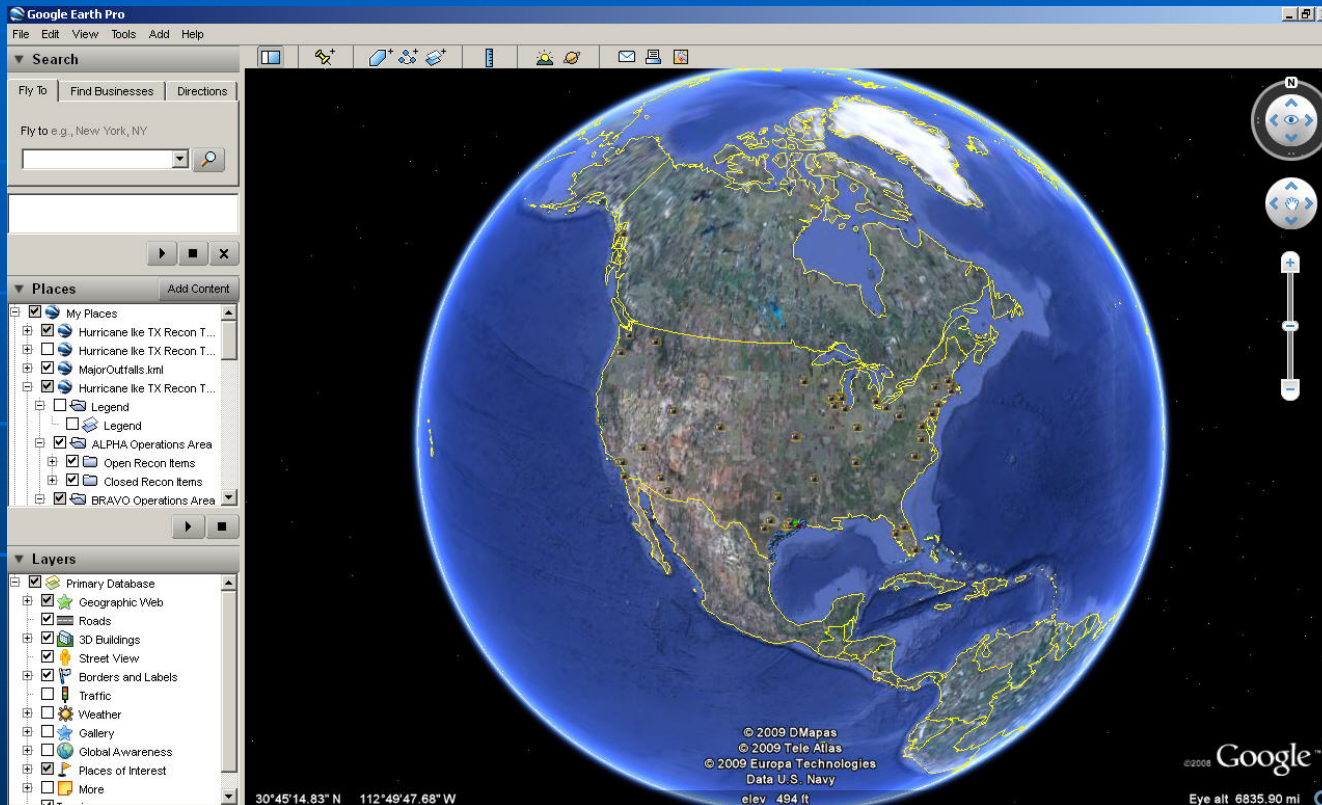 Google Earth Pro
File Edit View Tools Add Help
Search
Fly To Find Businesses Directions
Fly to e.g., New York, NY
Places Add Content
My Places
Hurricane Ike TX Recon T...
Hurricane Ike TX Recon T...
MajorOutfalls.kml
Hurricane Ike TX Recon T...
Legend
Legend
ALPHA Operations Area
Open Recon Items
Closed Recon Items
BRAVO Operations Area
Layers
Primary Database
Geographic Web
Roads
3D Buildings
Street View
Borders and Labels
Traffic
Weather
Gallery
Global Awareness
Places of Interest
More
N
© 2009 DMapas
© 2009 Tele Atlas
© 2009 Europa Technologies
Data U.S. Navy
©2008 Google™
30°45'14.83" N 112°49'47.68" W elev 494 ft Eye alt 6835.90 mi